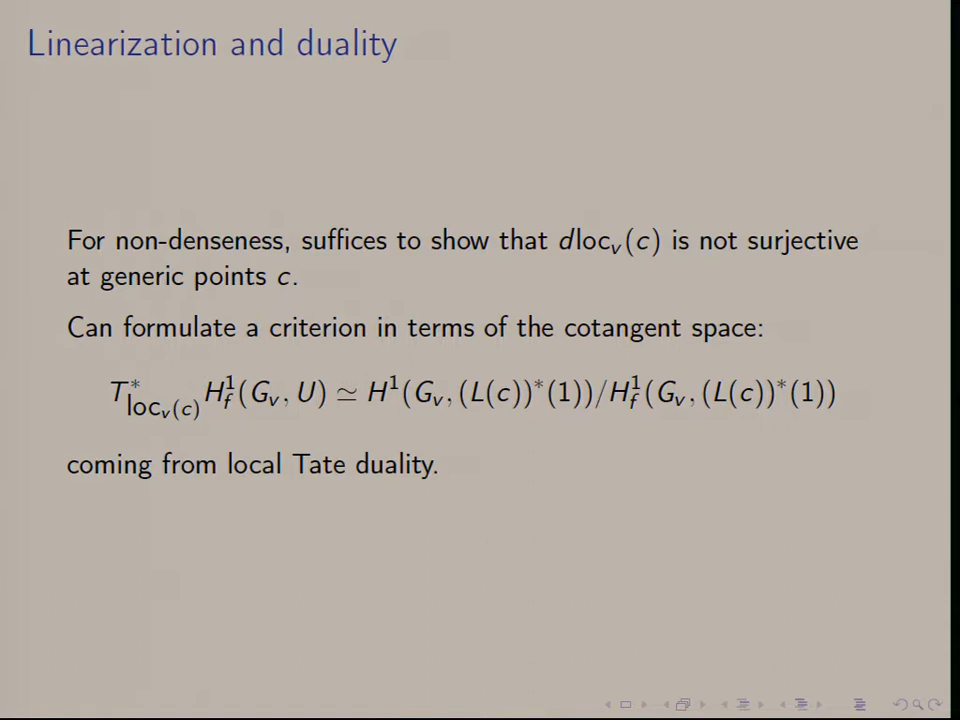 Linearization and duality
For non-denseness, suffices to show that dloc_v(c) is not surjective
at generic points c.
Can formulate a criterion in terms of the cotangent space:
T^*_{loc_v(c)} H^1_f(G_v, U) ≃ H^1(G_v, (L(c))^*(1))/H^1_f(G_v, (L(c))^*(1))
coming from local Tate duality.